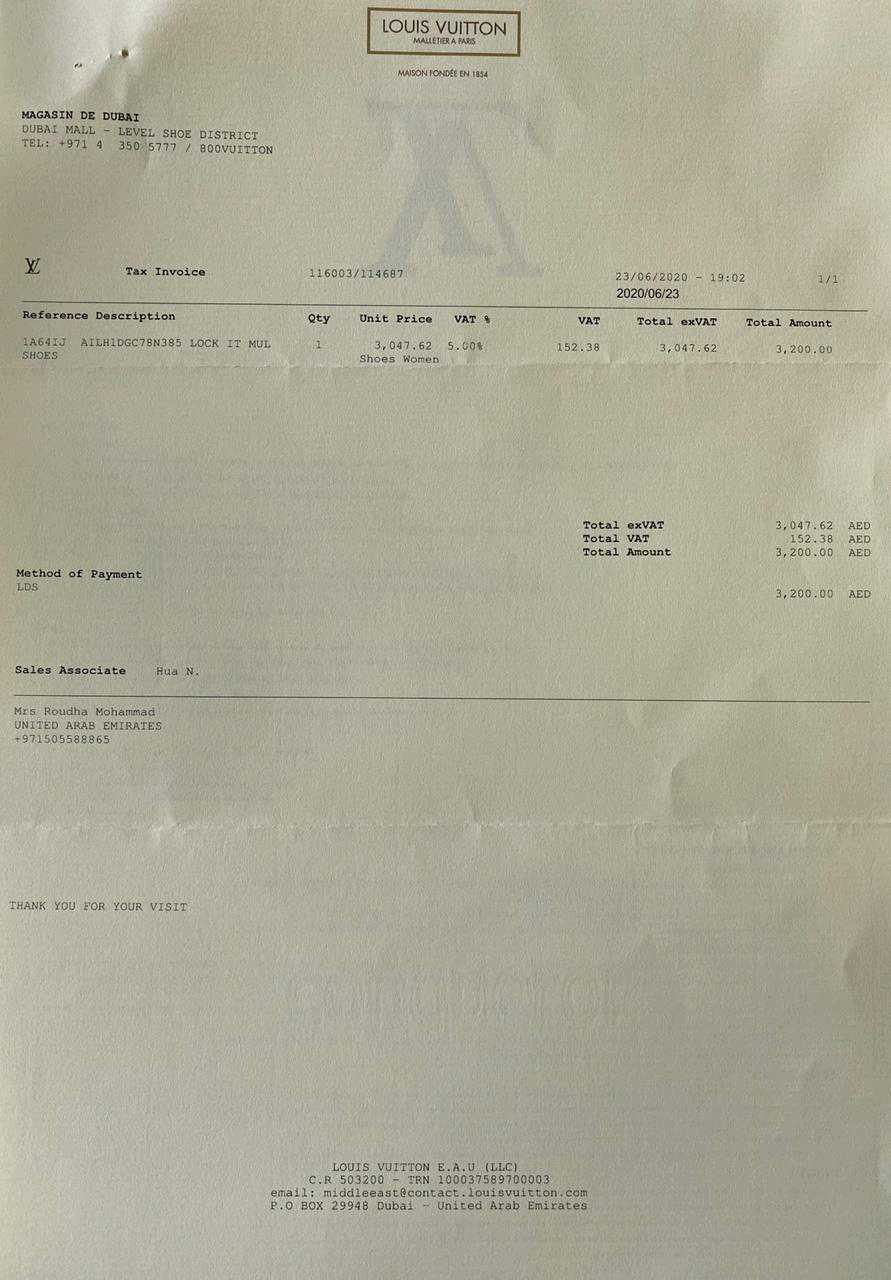 LOUIS VUITTON
MALLETIER A PARIS
MAISON FONDÉE EN 1854
MAGASIN DE DUBAI
DUBAI MALL - LEVEL SHOE DISTRICT
TEL: +971 4 350 5777 / 800VUITTON
LV Tax Invoice 116003/114687 23/06/2020 - 19:02 1/1
2020/06/23
Reference Description Qty Unit Price VAT % VAT Total exVAT Total Amount
1A64IJ AILH1DGC78N385 LOCK IT MUL 1 3,047.62 5.00% 152.38 3,047.62 3,200.00
SHOES Shoes Women
Total exVAT 3,047.62 AED
Total VAT 152.38 AED
Total Amount 3,200.00 AED
Method of Payment
LDS 3,200.00 AED
Sales Associate Hua N.
Mrs Roudha Mohammad
UNITED ARAB EMIRATES
+971505588865
THANK YOU FOR YOUR VISIT
LOUIS VUITTON E.A.U (LLC)
C.R 503200 - TRN 100037589700003
email: middleeast@contact.louisvuitton.com
P.O BOX 29948 Dubai - United Arab Emirates